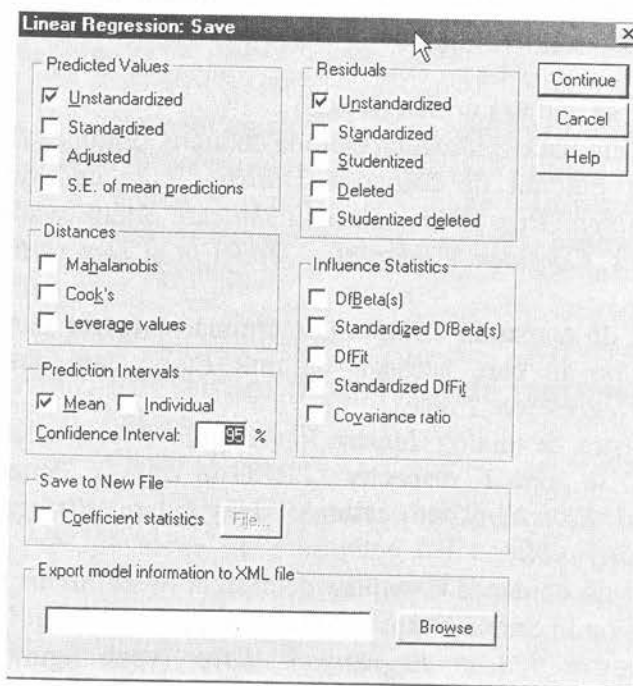 Linear Regression: Save
Predicted Values
Unstandardized
Standardized
Adjusted
S.E. of mean predictions
Distances
Mahalanobis
Cook's
Leverage values
Prediction Intervals
Mean Individual
Confidence Interval: 95 %
Residuals
Unstandardized
Standardized
Studentized
Deleted
Studentized deleted
Influence Statistics
DfBeta(s)
Standardized DfBeta(s)
DfFit
Standardized DfFit
Covariance ratio
Continue
Cancel
Help
Save to New File
Coefficient statistics File...
Export model information to XML file
Browse